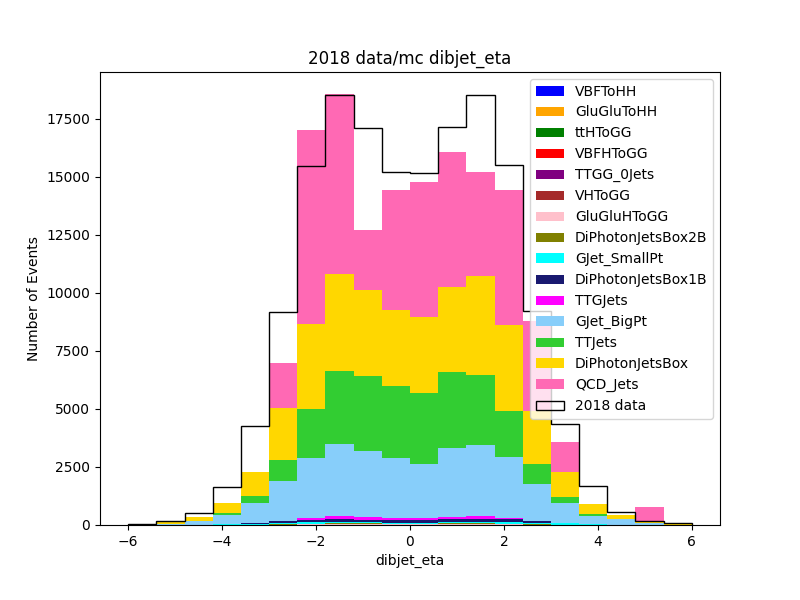 2018 data/mc dibjet_eta
Number of Events
17500
15000
12500
10000
7500
5000
2500
0
−6
−4
−2
0
2
4
6
dibjet_eta
VBFToHH
GluGluToHH
ttHToGG
VBFHToGG
TTGG_0Jets
VHToGG
GluGluHToGG
DiPhotonJetsBox2B
GJet_SmallPt
DiPhotonJetsBox1B
TTGJets
GJet_BigPt
TTJets
DiPhotonJetsBox
QCD_Jets
2018 data